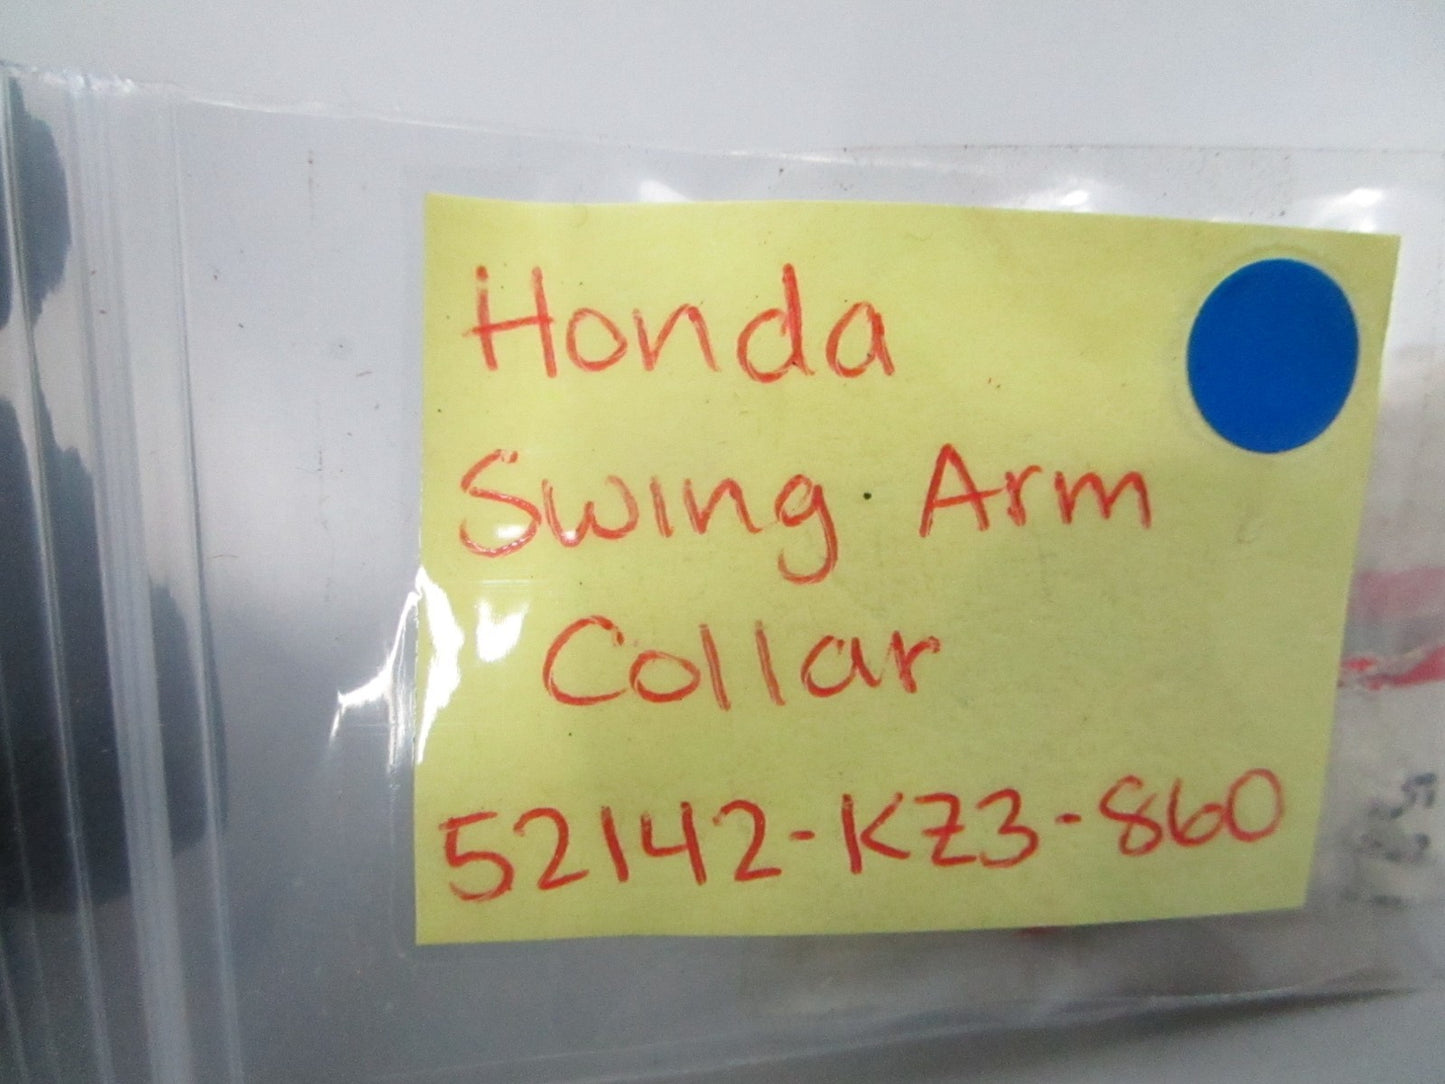 Honda
Swing Arm
Collar
52142-KZ3-860